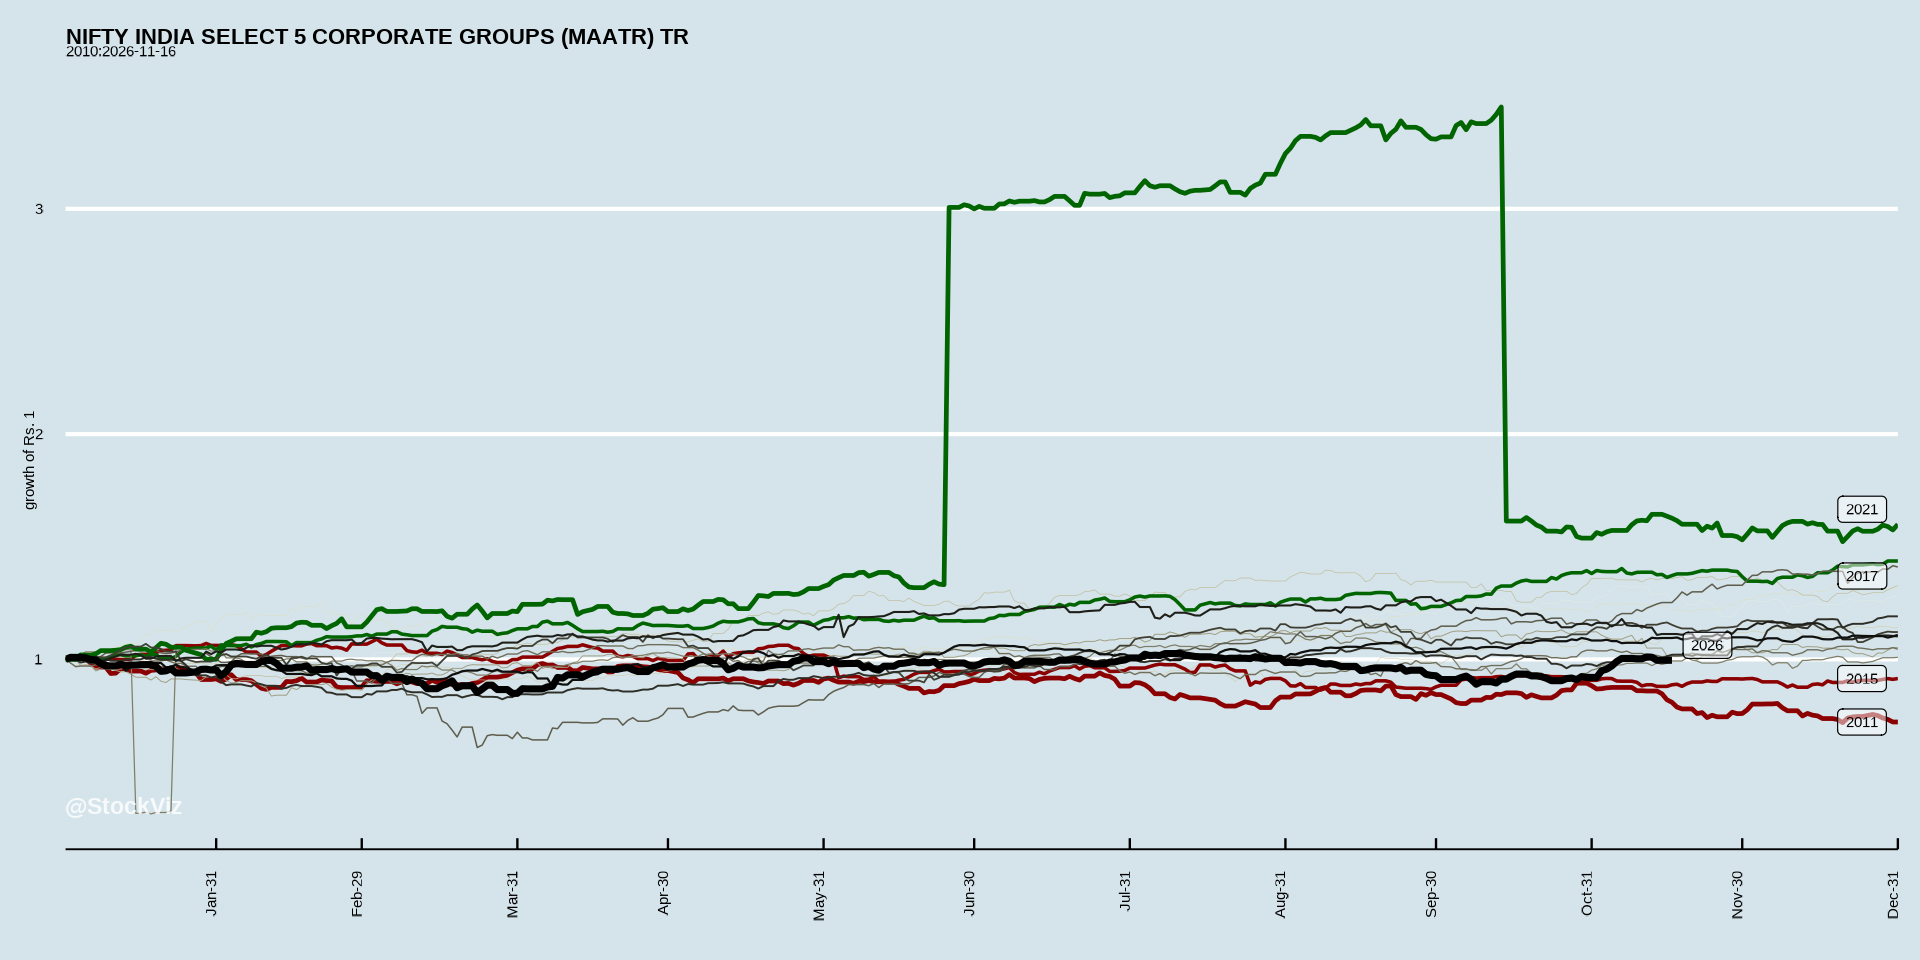 NIFTY INDIA SELECT 5 CORPORATE GROUPS (MAATR) TR
2010:2026-11-16
growth of Rs. 1
3
2
1
2021
2017
2026
2015
2011
@StockViz
Jan-31
Feb-29
Mar-31
Apr-30
May-31
Jun-30
Jul-31
Aug-31
Sep-30
Oct-31
Nov-30
Dec-31